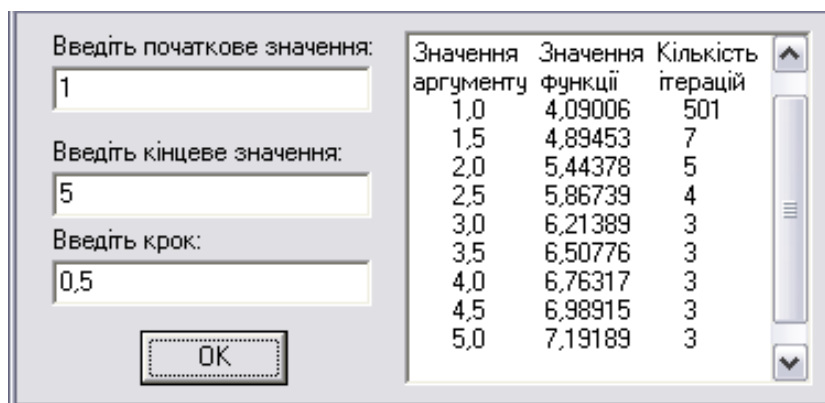 Введіть початкове значення:
1
Введіть кінцеве значення:
5
Введіть крок:
0,5
OK
Значення Значення Кількість
аргументу функції ітерацій
1,0 4,09006 501
1,5 4,89453 7
2,0 5,44378 5
2,5 5,86739 4
3,0 6,21389 3
3,5 6,50776 3
4,0 6,76317 3
4,5 6,98915 3
5,0 7,19189 3